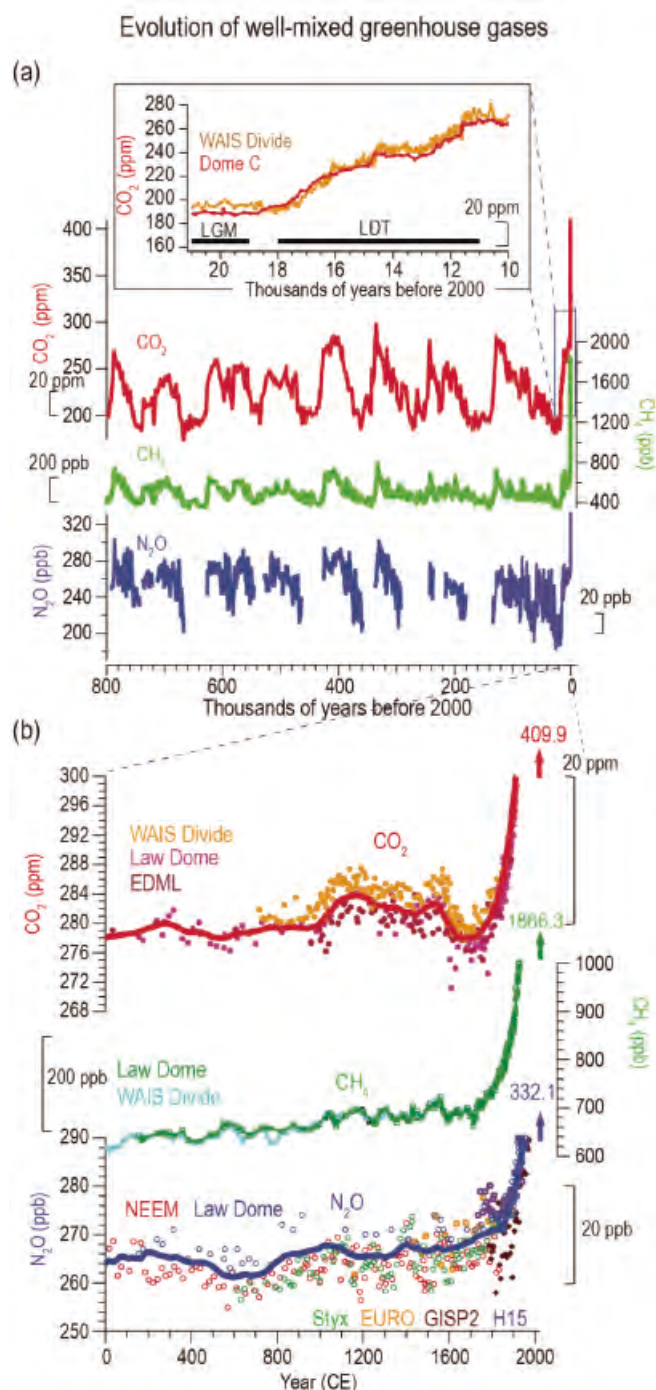 Evolution of well-mixed greenhouse gases
(a)
CO2 (ppm)
280
260
240
220
200
180
160
WAIS Divide
Dome C
20 ppm
LGM
LDT
20 18 16 14 12 10
Thousands of years before 2000
CO2 (ppm)
400
350
300
250
200
20 ppm
CO2
2000
1600
1200
800
400
CH4 (ppb)
200 ppb
CH4
N2O (ppb)
320
280
240
200
N2O
20 ppb
800 600 400 200 0
Thousands of years before 2000
(b)
409.9
CO2 (ppm)
300
296
292
288
284
280
276
272
268
20 ppm
WAIS Divide
Law Dome
EDML
CO2
1866.3
1000
900
800
700
600
CH4 (ppb)
200 ppb
Law Dome
WAIS Divide
CH4
332.1
N2O (ppb)
290
280
270
260
250
NEEM Law Dome N2O
20 ppb
Styx EURO GISP2 H15
0 400 800 1200 1600 2000
Year (CE)